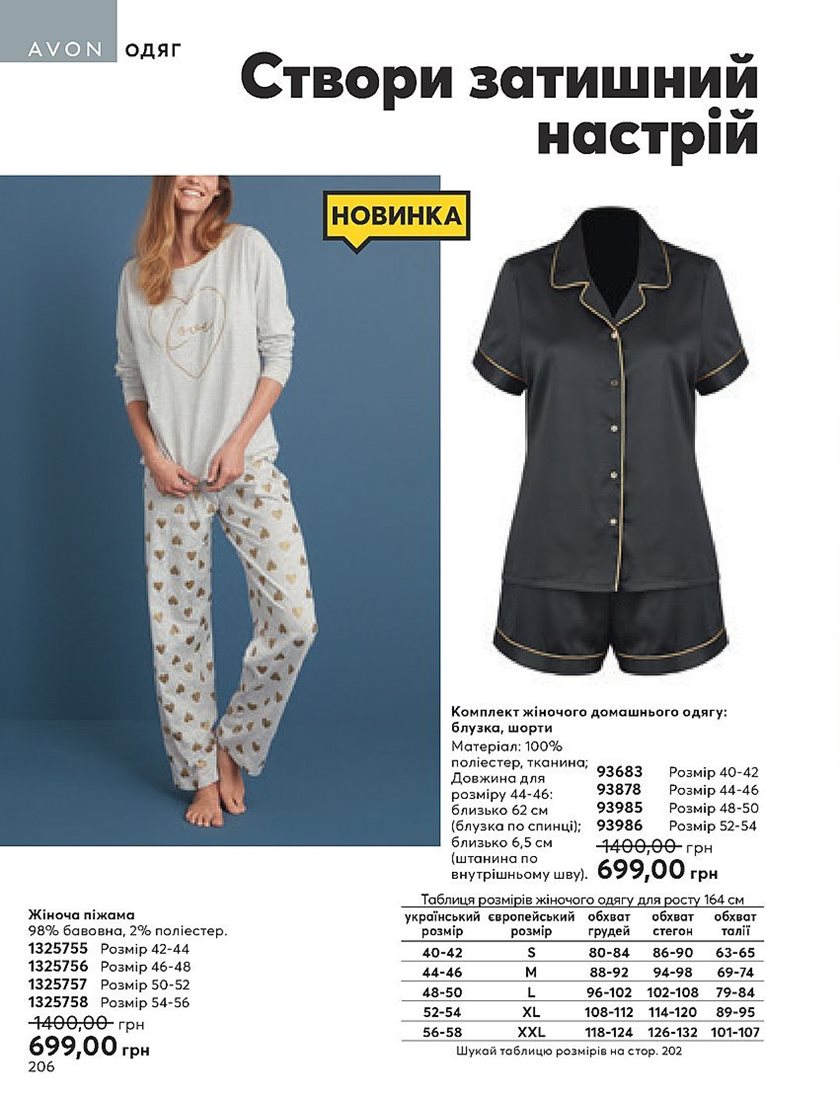 AVON ОДЯГ
Створи затишний
настрій
НОВИНКА
Love
Комплект жіночого домашнього одягу:
блузка, шорти
Матеріал: 100%
поліестер, тканина;
Довжина для
розміру 44-46:
близько 62 см
(блузка по спинці);
близько 6,5 см
(штанина по
внутрішньому шву).
93683 Розмір 40-42
93878 Розмір 44-46
93985 Розмір 48-50
93986 Розмір 52-54
1400,00 грн
699,00 грн
Жіноча піжама
98% бавовна, 2% поліестер.
1325755 Розмір 42-44
1325756 Розмір 46-48
1325757 Розмір 50-52
1325758 Розмір 54-56
1400,00 грн
699,00 грн
206
Таблиця розмірів жіночого одягу для росту 164 см
український розмір європейський розмір обхват грудей обхват стегон обхват талії
40-42 S 80-84 86-90 63-65
44-46 M 88-92 94-98 69-74
48-50 L 96-102 102-108 79-84
52-54 XL 108-112 114-120 89-95
56-58 XXL 118-124 126-132 101-107
Шукай таблицю розмірів на стор. 202